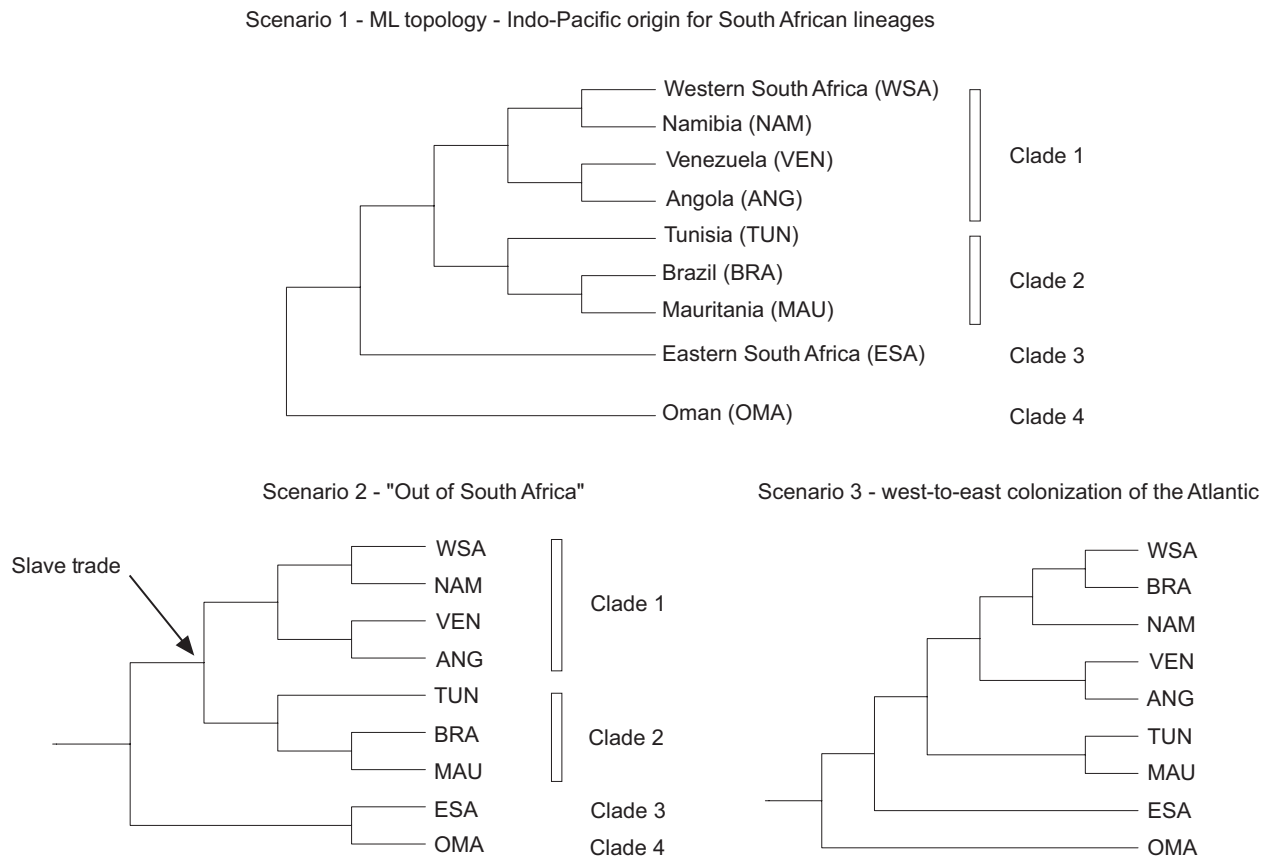 Scenario 1 - ML topology - Indo-Pacific origin for South African lineages
Western South Africa (WSA)
Namibia (NAM)
Venezuela (VEN)
Clade 1
Angola (ANG)
Tunisia (TUN)
Brazil (BRA)
Clade 2
Mauritania (MAU)
Eastern South Africa (ESA)
Clade 3
Oman (OMA)
Clade 4
Scenario 2 - "Out of South Africa"
Slave trade
WSA
NAM
VEN
Clade 1
ANG
TUN
BRA
Clade 2
MAU
ESA
Clade 3
OMA
Clade 4
Scenario 3 - west-to-east colonization of the Atlantic
WSA
BRA
NAM
VEN
ANG
TUN
MAU
ESA
OMA